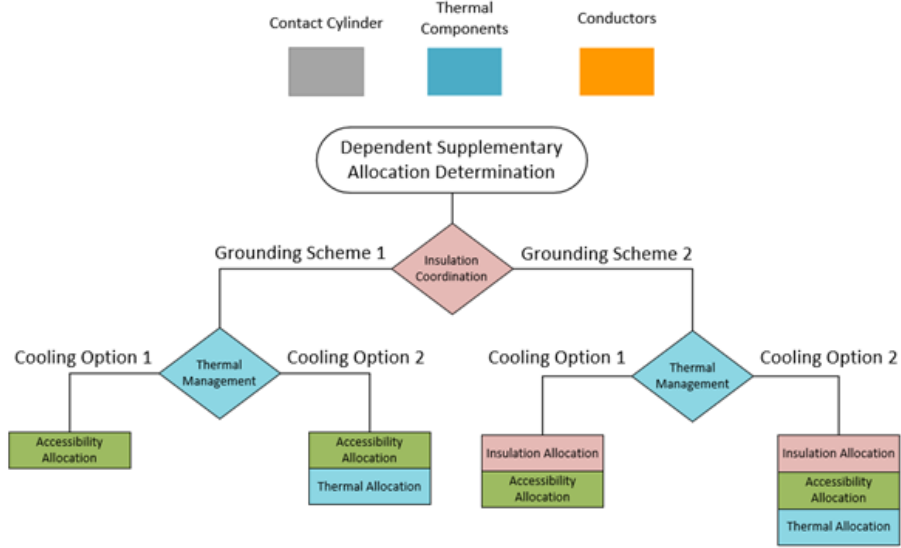 Contact Cylinder
Thermal
Components
Conductors
Dependent Supplementary
Allocation Determination
Grounding Scheme 1
Insulation
Coordination
Grounding Scheme 2
Cooling Option 1
Thermal
Management
Cooling Option 2
Cooling Option 1
Thermal
Management
Cooling Option 2
Accessibility
Allocation
Accessibility
Allocation
Thermal Allocation
Insulation Allocation
Accessibility
Allocation
Insulation Allocation
Accessibility
Allocation
Thermal Allocation